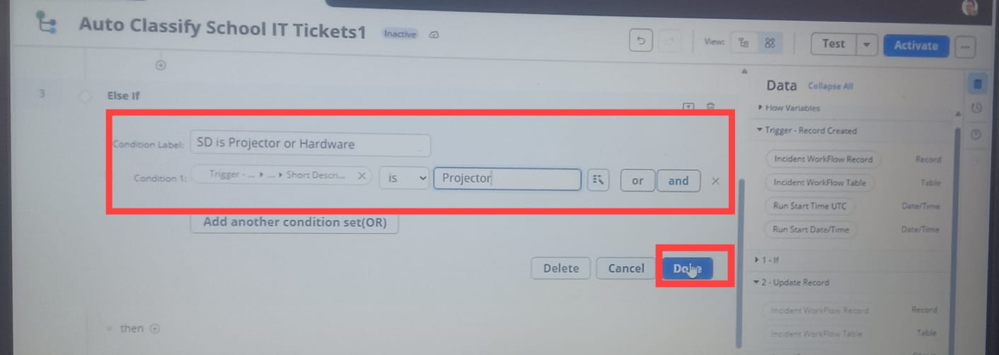 Auto Classify School IT Tickets1 Inactive View: Test Activate
3 Else If
Condition Label: SD is Projector or Hardware
Condition 1: Trigger - ... ... Short Descri... is Projector or and
Add another condition set(OR)
Delete Cancel Done
then
Data Collapse All
Flow Variables
Trigger - Record Created
Incident WorkFlow Record Record
Incident WorkFlow Table Table
Run Start Time UTC Date/Time
Run Start Date/Time Date/Time
1 - If
2 - Update Record
Incident WorkFlow Record Record
Incident WorkFlow Table Table